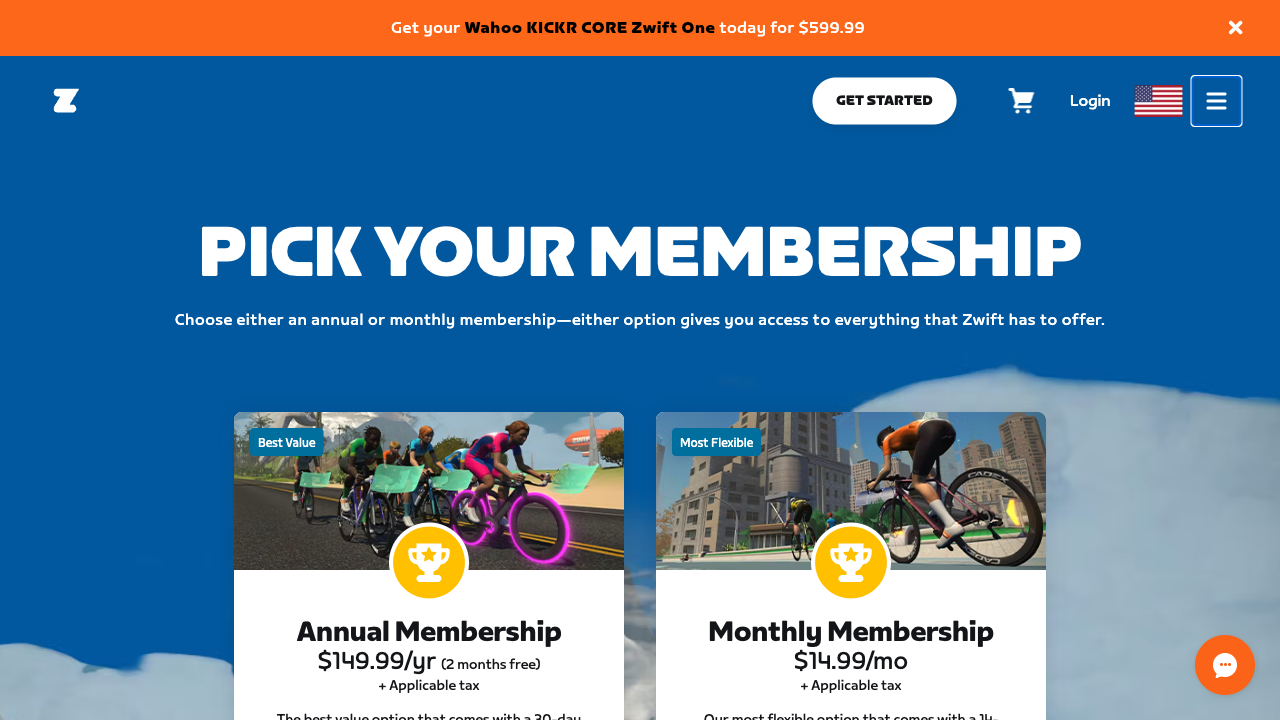 Get your Wahoo KICKR CORE Zwift One today for $599.99
GET STARTED
Login
PICK YOUR MEMBERSHIP
Choose either an annual or monthly membership—either option gives you access to everything that Zwift has to offer.
Best Value
Annual Membership
$149.99/yr (2 months free)
+ Applicable tax
The best value option that comes with a 30-day
Most Flexible
CADEX
Monthly Membership
$14.99/mo
+ Applicable tax
Our most flexible option that comes with a 14-